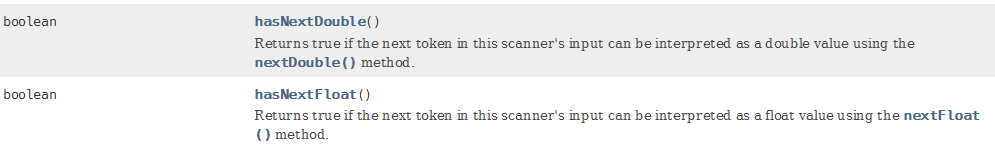 boolean hasNextDouble()
Returns true if the next token in this scanner's input can be interpreted as a double value using the
nextDouble() method.
boolean hasNextFloat()
Returns true if the next token in this scanner's input can be interpreted as a float value using the nextFloat
() method.